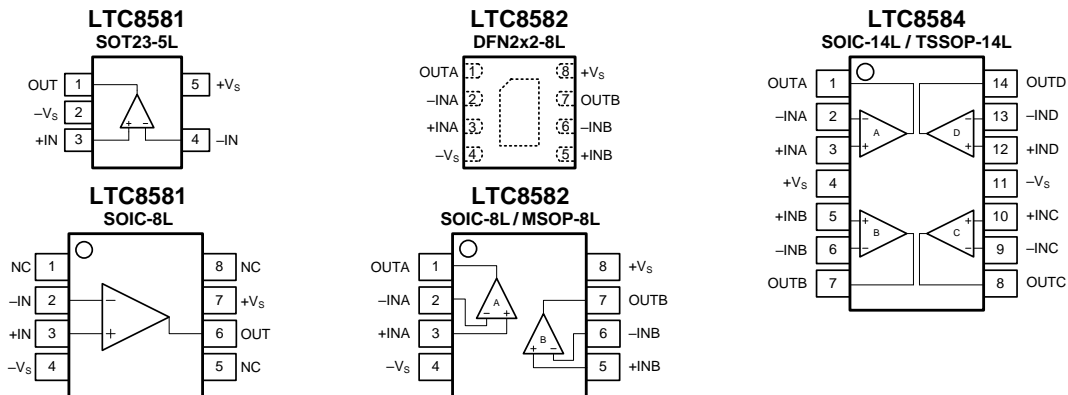 LTC8581
SOT23-5L
OUT 1 5 +VS
–VS 2
+IN 3 + - 4 –IN
LTC8582
DFN2x2-8L
OUTA 1 8 +VS
–INA 2 7 OUTB
+INA 3 6 –INB
–VS 4 5 +INB
LTC8584
SOIC-14L / TSSOP-14L
OUTA 1 14 OUTD
–INA 2 – A D – 13 –IND
+INA 3 + + 12 +IND
+VS 4 11 –VS
+INB 5 + B C + 10 +INC
–INB 6 – – 9 –INC
OUTB 7 8 OUTC
LTC8581
SOIC-8L
NC 1 8 NC
–IN 2 – 7 +VS
+IN 3 + 6 OUT
–VS 4 5 NC
LTC8582
SOIC-8L / MSOP-8L
OUTA 1 8 +VS
–INA 2 A – + 7 OUTB
+INA 3 B + – 6 –INB
–VS 4 5 +INB